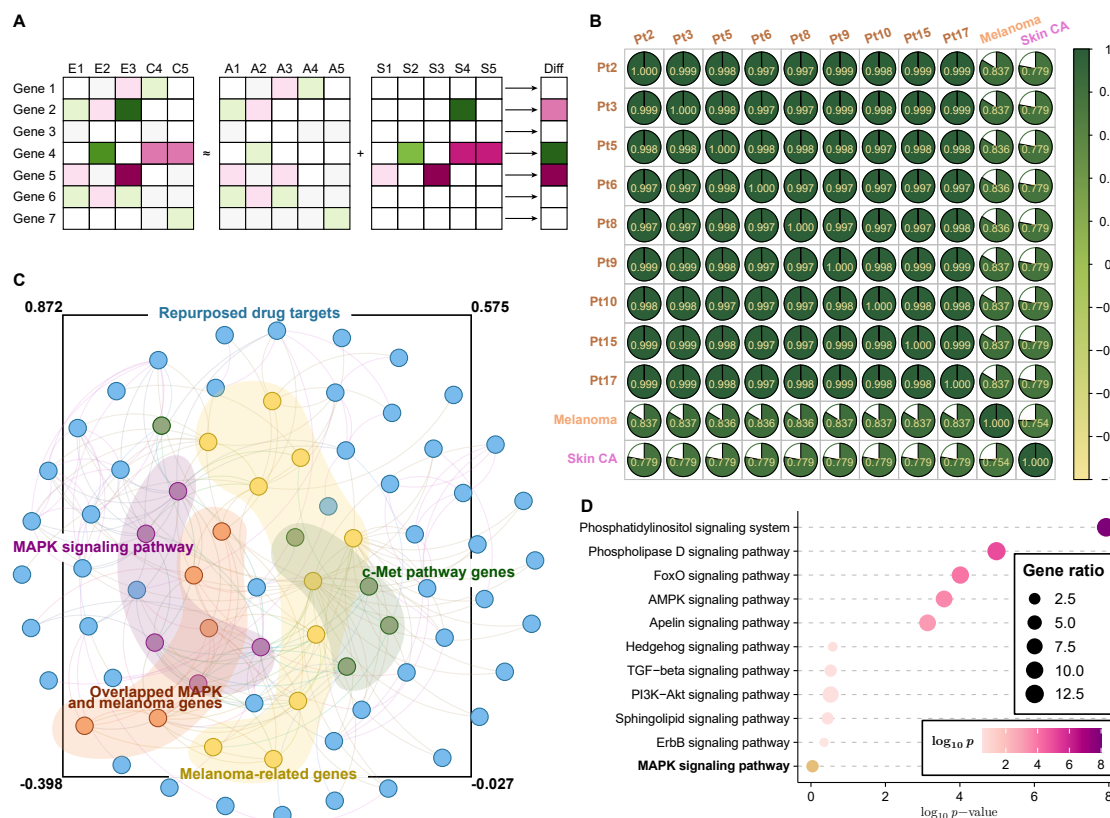 A
E1 E2 E3 C4 C5
A1 A2 A3 A4 A5
S1 S2 S3 S4 S5
Diff
Gene 1
Gene 2
Gene 3
Gene 4
Gene 5
Gene 6
Gene 7
≈
+
B
Pt2 Pt3 Pt5 Pt6 Pt8 Pt9 Pt10 Pt15 Pt17 Melanoma Skin CA
Pt2 1.000 0.999 0.998 0.997 0.997 0.999 0.998 0.999 0.999 0.837 0.779
Pt3 0.999 1.000 0.998 0.997 0.997 0.999 0.998 0.999 0.999 0.837 0.779
Pt5 0.998 0.998 1.000 0.998 0.998 0.998 0.997 0.998 0.998 0.836 0.779
Pt6 0.997 0.997 0.998 1.000 0.997 0.997 0.997 0.997 0.997 0.836 0.779
Pt8 0.997 0.997 0.998 0.997 1.000 0.997 0.997 0.997 0.998 0.836 0.779
Pt9 0.999 0.999 0.998 0.997 0.997 1.000 0.998 0.999 0.999 0.837 0.779
Pt10 0.998 0.998 0.997 0.997 0.997 0.998 1.000 0.998 0.998 0.837 0.779
Pt15 0.999 0.999 0.998 0.997 0.997 0.999 0.998 1.000 0.999 0.837 0.779
Pt17 0.999 0.999 0.998 0.997 0.998 0.999 0.998 0.999 1.000 0.837 0.779
Melanoma 0.837 0.837 0.836 0.836 0.836 0.837 0.837 0.837 0.837 1.000 0.754
Skin CA 0.779 0.779 0.779 0.779 0.779 0.779 0.779 0.779 0.779 0.754 1.000
C
0.872
0.575
Repurposed drug targets
MAPK signaling pathway
c-Met pathway genes
Overlapped MAPK
and melanoma genes
Melanoma-related genes
-0.398
-0.027
D
Phosphatidylinositol signaling system
Phospholipase D signaling pathway
FoxO signaling pathway
AMPK signaling pathway
Apelin signaling pathway
Hedgehog signaling pathway
TGF−beta signaling pathway
PI3K−Akt signaling pathway
Sphingolipid signaling pathway
ErbB signaling pathway
MAPK signaling pathway
Gene ratio
2.5
5.0
7.5
10.0
12.5
log10 p
2 4 6 8
0 2 4 6 8
log10 p−value